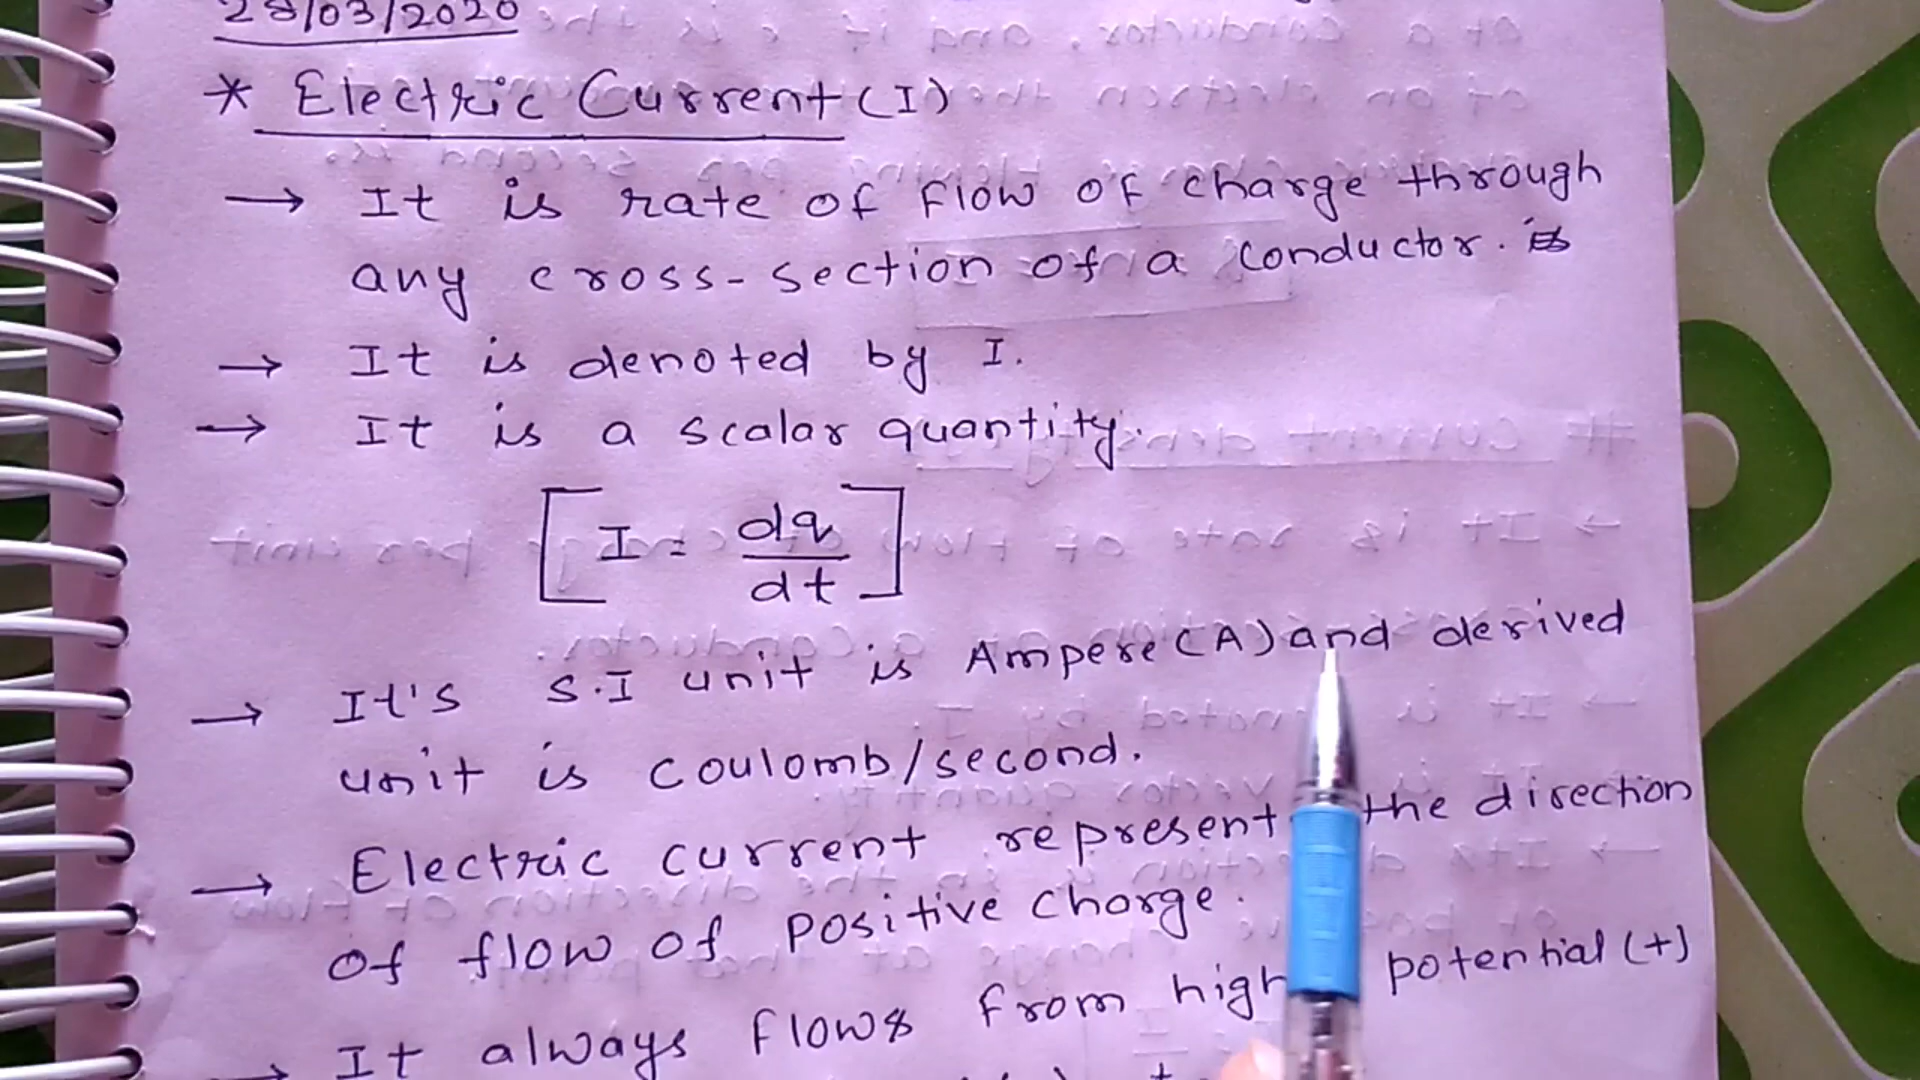 28/03/2020
* Electric Current (I)
→ It is rate of flow of charge through
any cross-section of a conductor.
→ It is denoted by I.
→ It is a scalar quantity.
[I = dq/dt]
→ It's S.I unit is Ampere (A) and derived
unit is coulomb/second.
→ Electric current represent the direction
of flow of positive charge.
→ It always flows from high potential (+)